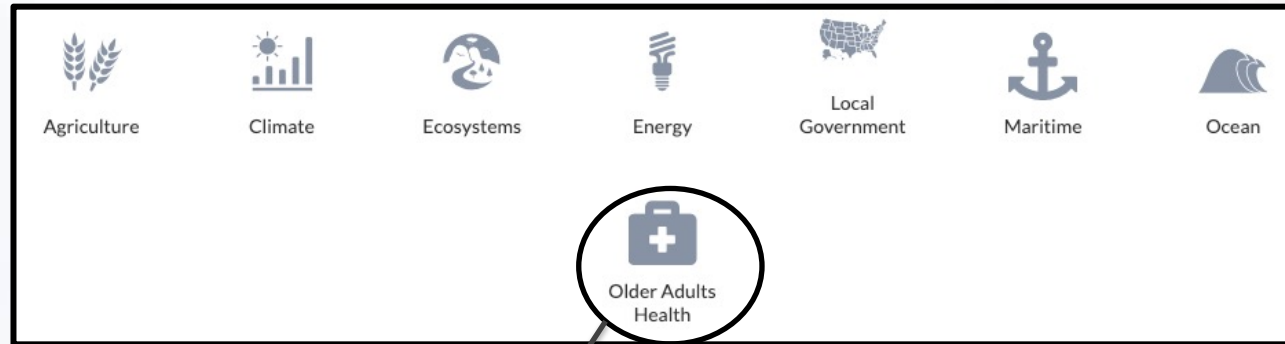 Agriculture
Climate
Ecosystems
Energy
Local
Government
Maritime
Ocean
Older Adults
Health